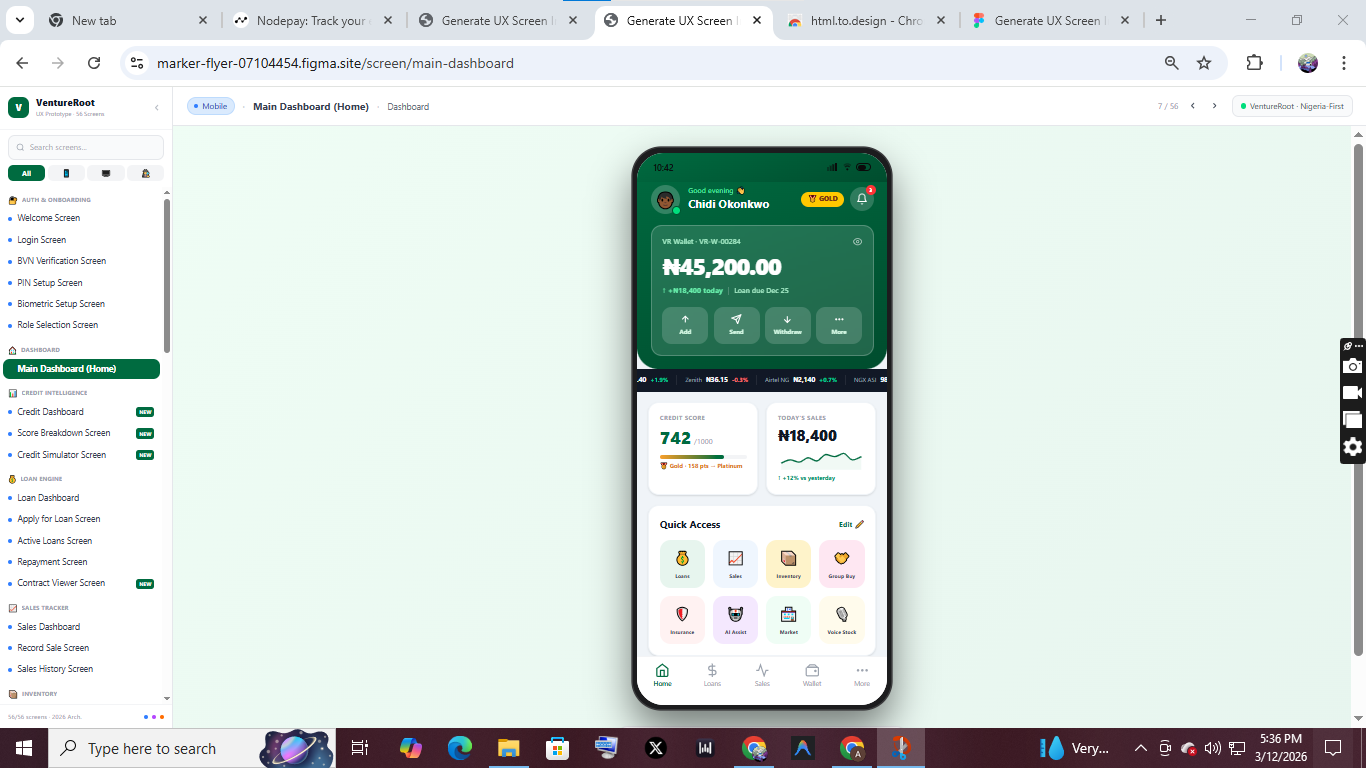 New tab
Nodepay: Track your
Generate UX Screen
Generate UX Screen
html.to.design - Chro
Generate UX Screen
marker-flyer-07104454.figma.site/screen/main-dashboard
V
VentureRoot
UX Prototype · 56 Screens
Search screens...
All
AUTH & ONBOARDING
Welcome Screen
Login Screen
BVN Verification Screen
PIN Setup Screen
Biometric Setup Screen
Role Selection Screen
DASHBOARD
Main Dashboard (Home)
CREDIT INTELLIGENCE
Credit Dashboard NEW
Score Breakdown Screen NEW
Credit Simulator Screen NEW
LOAN ENGINE
Loan Dashboard
Apply for Loan Screen
Active Loans Screen
Repayment Screen
Contract Viewer Screen NEW
SALES TRACKER
Sales Dashboard
Record Sale Screen
Sales History Screen
INVENTORY
56/56 screens · 2026 Arch.
Mobile · Main Dashboard (Home) · Dashboard
7 / 56
VentureRoot · Nigeria-First
10:42
Good evening
Chidi Okonkwo
GOLD
3
VR Wallet · VR-W-00284
₦45,200.00
↑ +₦18,400 today | Loan due Dec 25
Add Send Withdraw More
.40 +1.9% Zenith ₦36.15 -0.3% Airtel NG ₦2,140 +0.7% NGX ASI 98
CREDIT SCORE
742 /1000
Gold · 158 pts → Platinum
TODAY'S SALES
₦18,400
↑ +12% vs yesterday
Quick Access
Edit
Loans Sales Inventory Group Buy
Insurance AI Assist Market Voice Stock
Home Loans Sales Wallet More
Type here to search
Very...
5:36 PM
3/12/2026